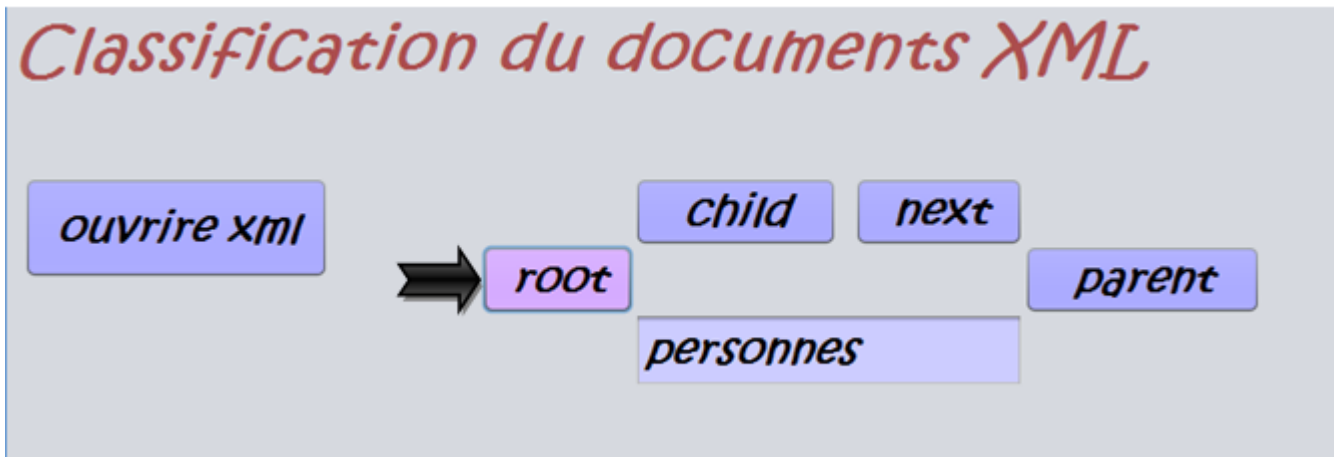 Classification du documents XML
ouvrire xml
child
next
root
parent
personnes